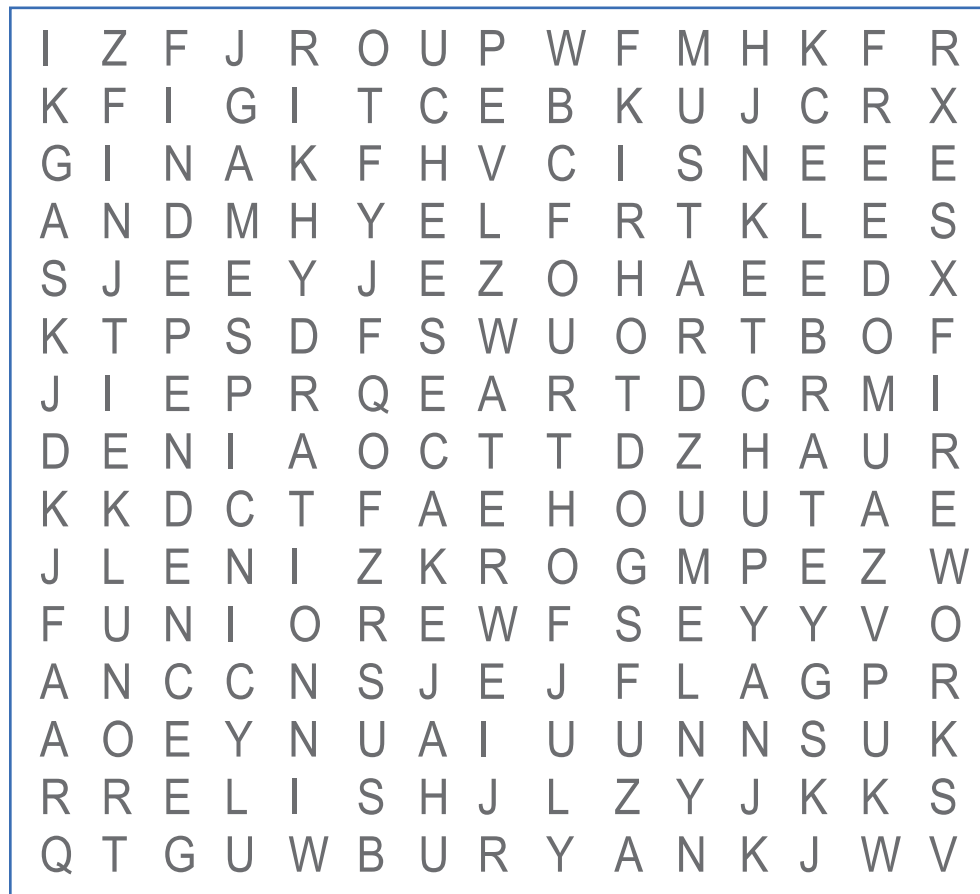 I Z F J R O U P W F M H K F R
K F I G I T C E B K U J C R X
G I N A K F H V C I S N E E E
A N D M H Y E L F R T K L E S
S J E E Y J E Z O H A E E D X
K T P S D F S W U O R T B O F
J I E P R Q E A R T D C R M I
D E N I A O C T T D Z H A U R
K K D C T F A E H O U U T A E
J L E N I Z K R O G M P E Z W
F U N I O R E W F S E Y Y V O
A N C C N S J E J F L A G P R
A O E Y N U A I U U N N S U K
R R E L I S H J L Z Y J K K S
Q T G U W B U R Y A N K J W V